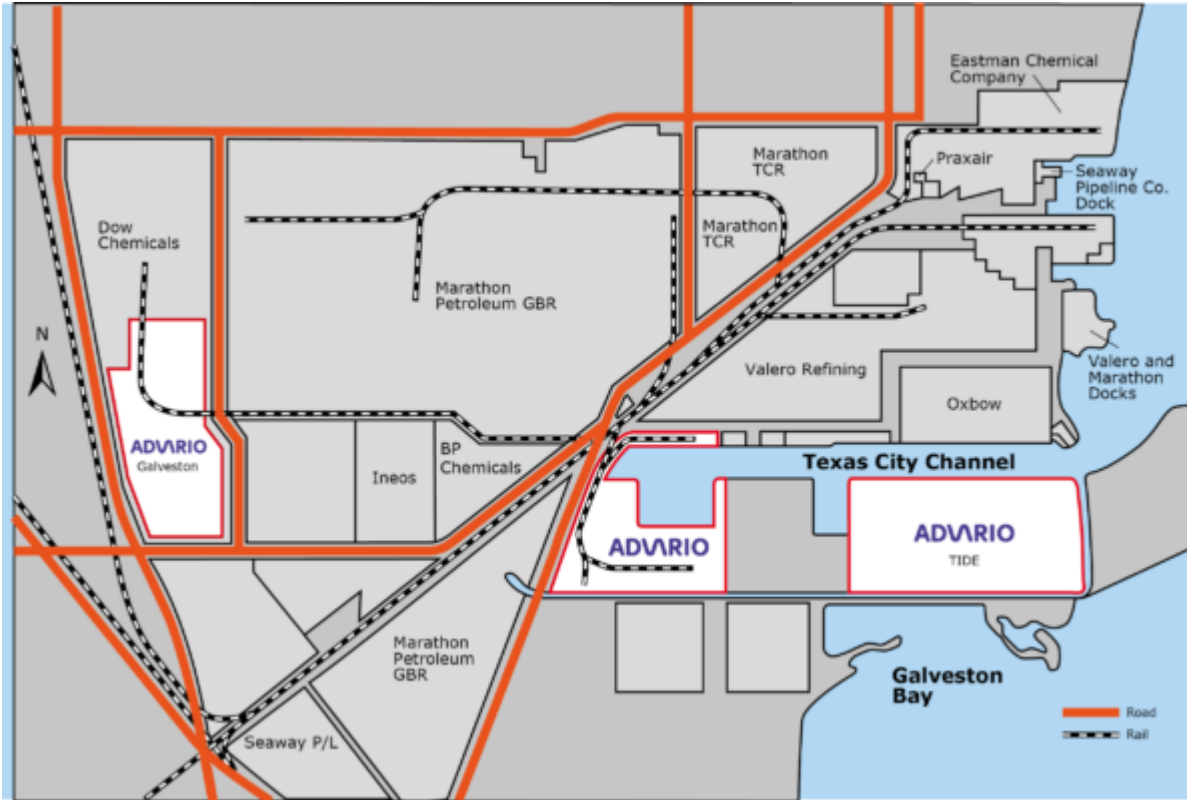 Eastman Chemical
Company
Marathon
TCR
Praxair
Seaway
Pipeline Co.
Dock
Dow
Chemicals
Marathon
TCR
Marathon
Petroleum GBR
N
Valero Refining
Valero and
Marathon
Docks
Oxbow
ADVARIO
Galveston
Ineos
BP
Chemicals
Texas City Channel
ADVARIO
ADVARIO
TIDE
Marathon
Petroleum
GBR
Galveston
Bay
Road
Rail
Seaway P/L